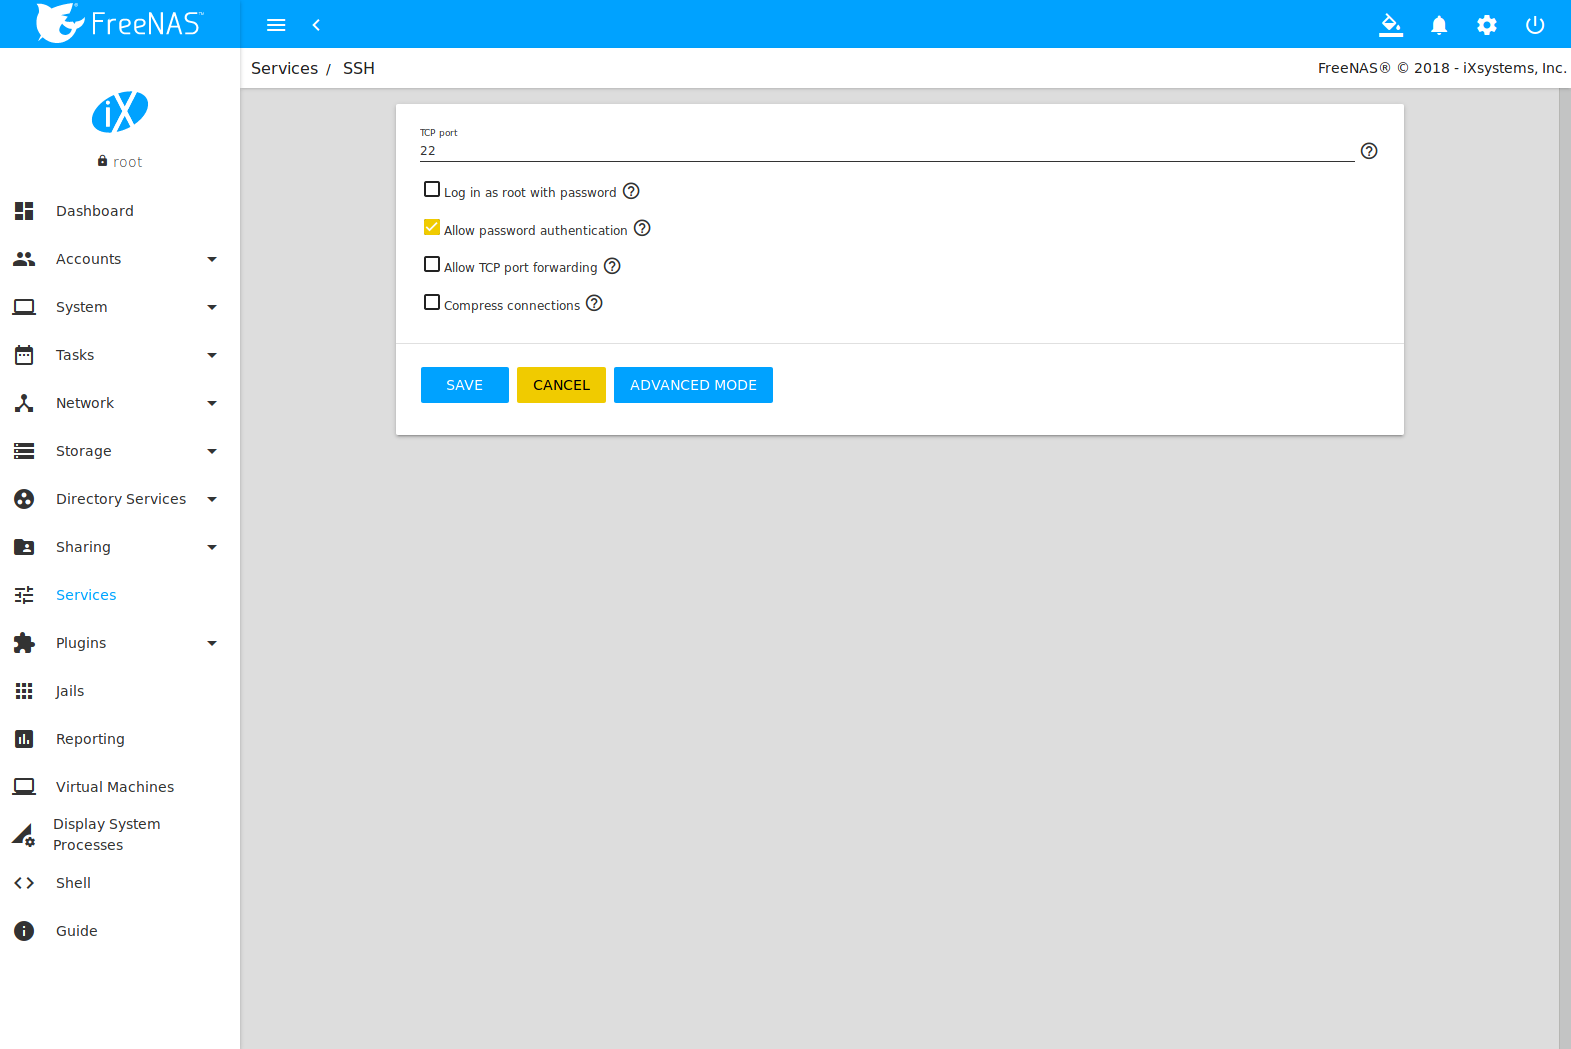 FreeNAS™
Services / SSH
FreeNAS® © 2018 - iXsystems, Inc.
iX
root
Dashboard
Accounts
System
Tasks
Network
Storage
Directory Services
Sharing
Services
Plugins
Jails
Reporting
Virtual Machines
Display System
Processes
Shell
Guide
TCP port
22
Log in as root with password
Allow password authentication
Allow TCP port forwarding
Compress connections
SAVE CANCEL ADVANCED MODE